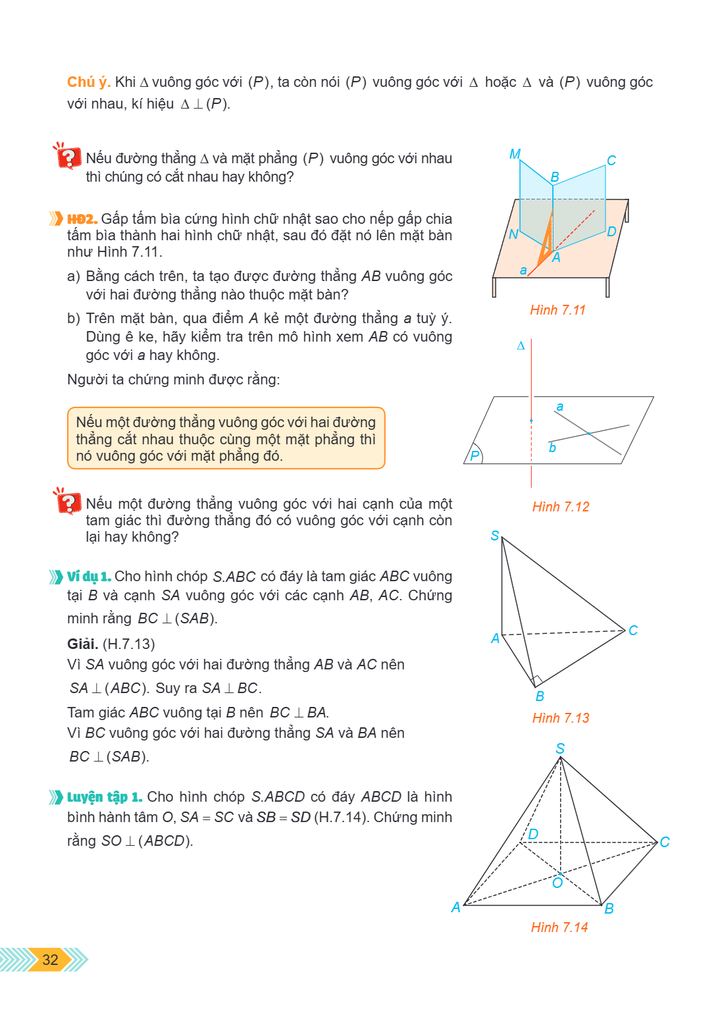 Chú ý. Khi Δ vuông góc với (P), ta còn nói (P) vuông góc với Δ hoặc Δ và (P) vuông góc
với nhau, kí hiệu Δ ⊥ (P).
? Nếu đường thẳng Δ và mặt phẳng (P) vuông góc với nhau
thì chúng có cắt nhau hay không?
HĐ2. Gấp tấm bìa cứng hình chữ nhật sao cho nếp gấp chia
tấm bìa thành hai hình chữ nhật, sau đó đặt nó lên mặt bàn
như Hình 7.11.
a) Bằng cách trên, ta tạo được đường thẳng AB vuông góc
với hai đường thẳng nào thuộc mặt bàn?
b) Trên mặt bàn, qua điểm A kẻ một đường thẳng a tuỳ ý.
Dùng ê ke, hãy kiểm tra trên mô hình xem AB có vuông
góc với a hay không.
Người ta chứng minh được rằng:
M
C
B
N
D
A
a
Hình 7.11
Nếu một đường thẳng vuông góc với hai đường
thẳng cắt nhau thuộc cùng một mặt phẳng thì
nó vuông góc với mặt phẳng đó.
Δ
a
b
P
Hình 7.12
? Nếu một đường thẳng vuông góc với hai cạnh của một
tam giác thì đường thẳng đó có vuông góc với cạnh còn
lại hay không?
Ví dụ 1. Cho hình chóp S.ABC có đáy là tam giác ABC vuông
tại B và cạnh SA vuông góc với các cạnh AB, AC. Chứng
minh rằng BC ⊥ (SAB).
Giải. (H.7.13)
Vì SA vuông góc với hai đường thẳng AB và AC nên
SA ⊥ (ABC). Suy ra SA ⊥ BC.
Tam giác ABC vuông tại B nên BC ⊥ BA.
Vì BC vuông góc với hai đường thẳng SA và BA nên
BC ⊥ (SAB).
S
A
C
B
Hình 7.13
Luyện tập 1. Cho hình chóp S.ABCD có đáy ABCD là hình
bình hành tâm O, SA = SC và SB = SD (H.7.14). Chứng minh
rằng SO ⊥ (ABCD).
S
D
C
O
A
B
Hình 7.14
32